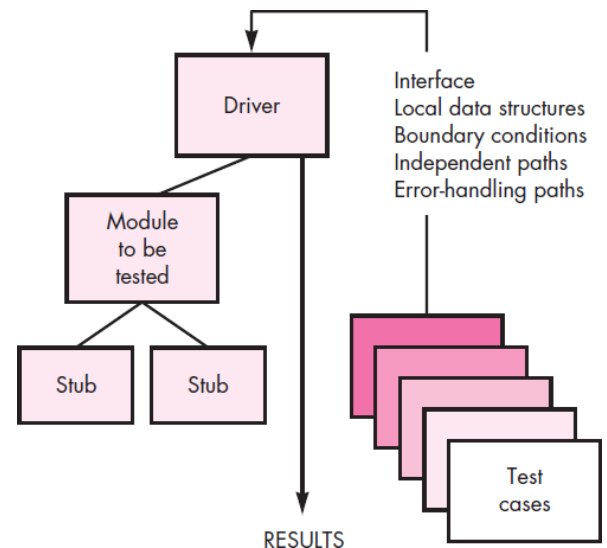 Driver
Interface
Local data structures
Boundary conditions
Independent paths
Error-handling paths
Module
to be
tested
Stub
Stub
Test
cases
RESULTS